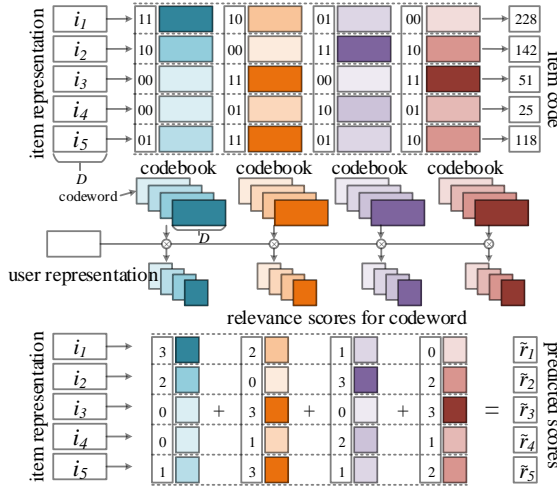 item representation
i1 11 10 01 00 228
i2 10 00 11 10 142
i3 00 11 00 11 51
i4 00 01 10 01 25
i5 01 11 01 10 118
item code
D
codebook codebook codebook codebook
codeword
D
user representation
relevance scores for codeword
item representation
i1 3 2 1 0 r̃1
i2 2 0 3 2 r̃2
i3 0 + 3 + 0 + 3 = r̃3
i4 0 1 2 1 r̃4
i5 1 3 1 2 r̃5
predicted scores